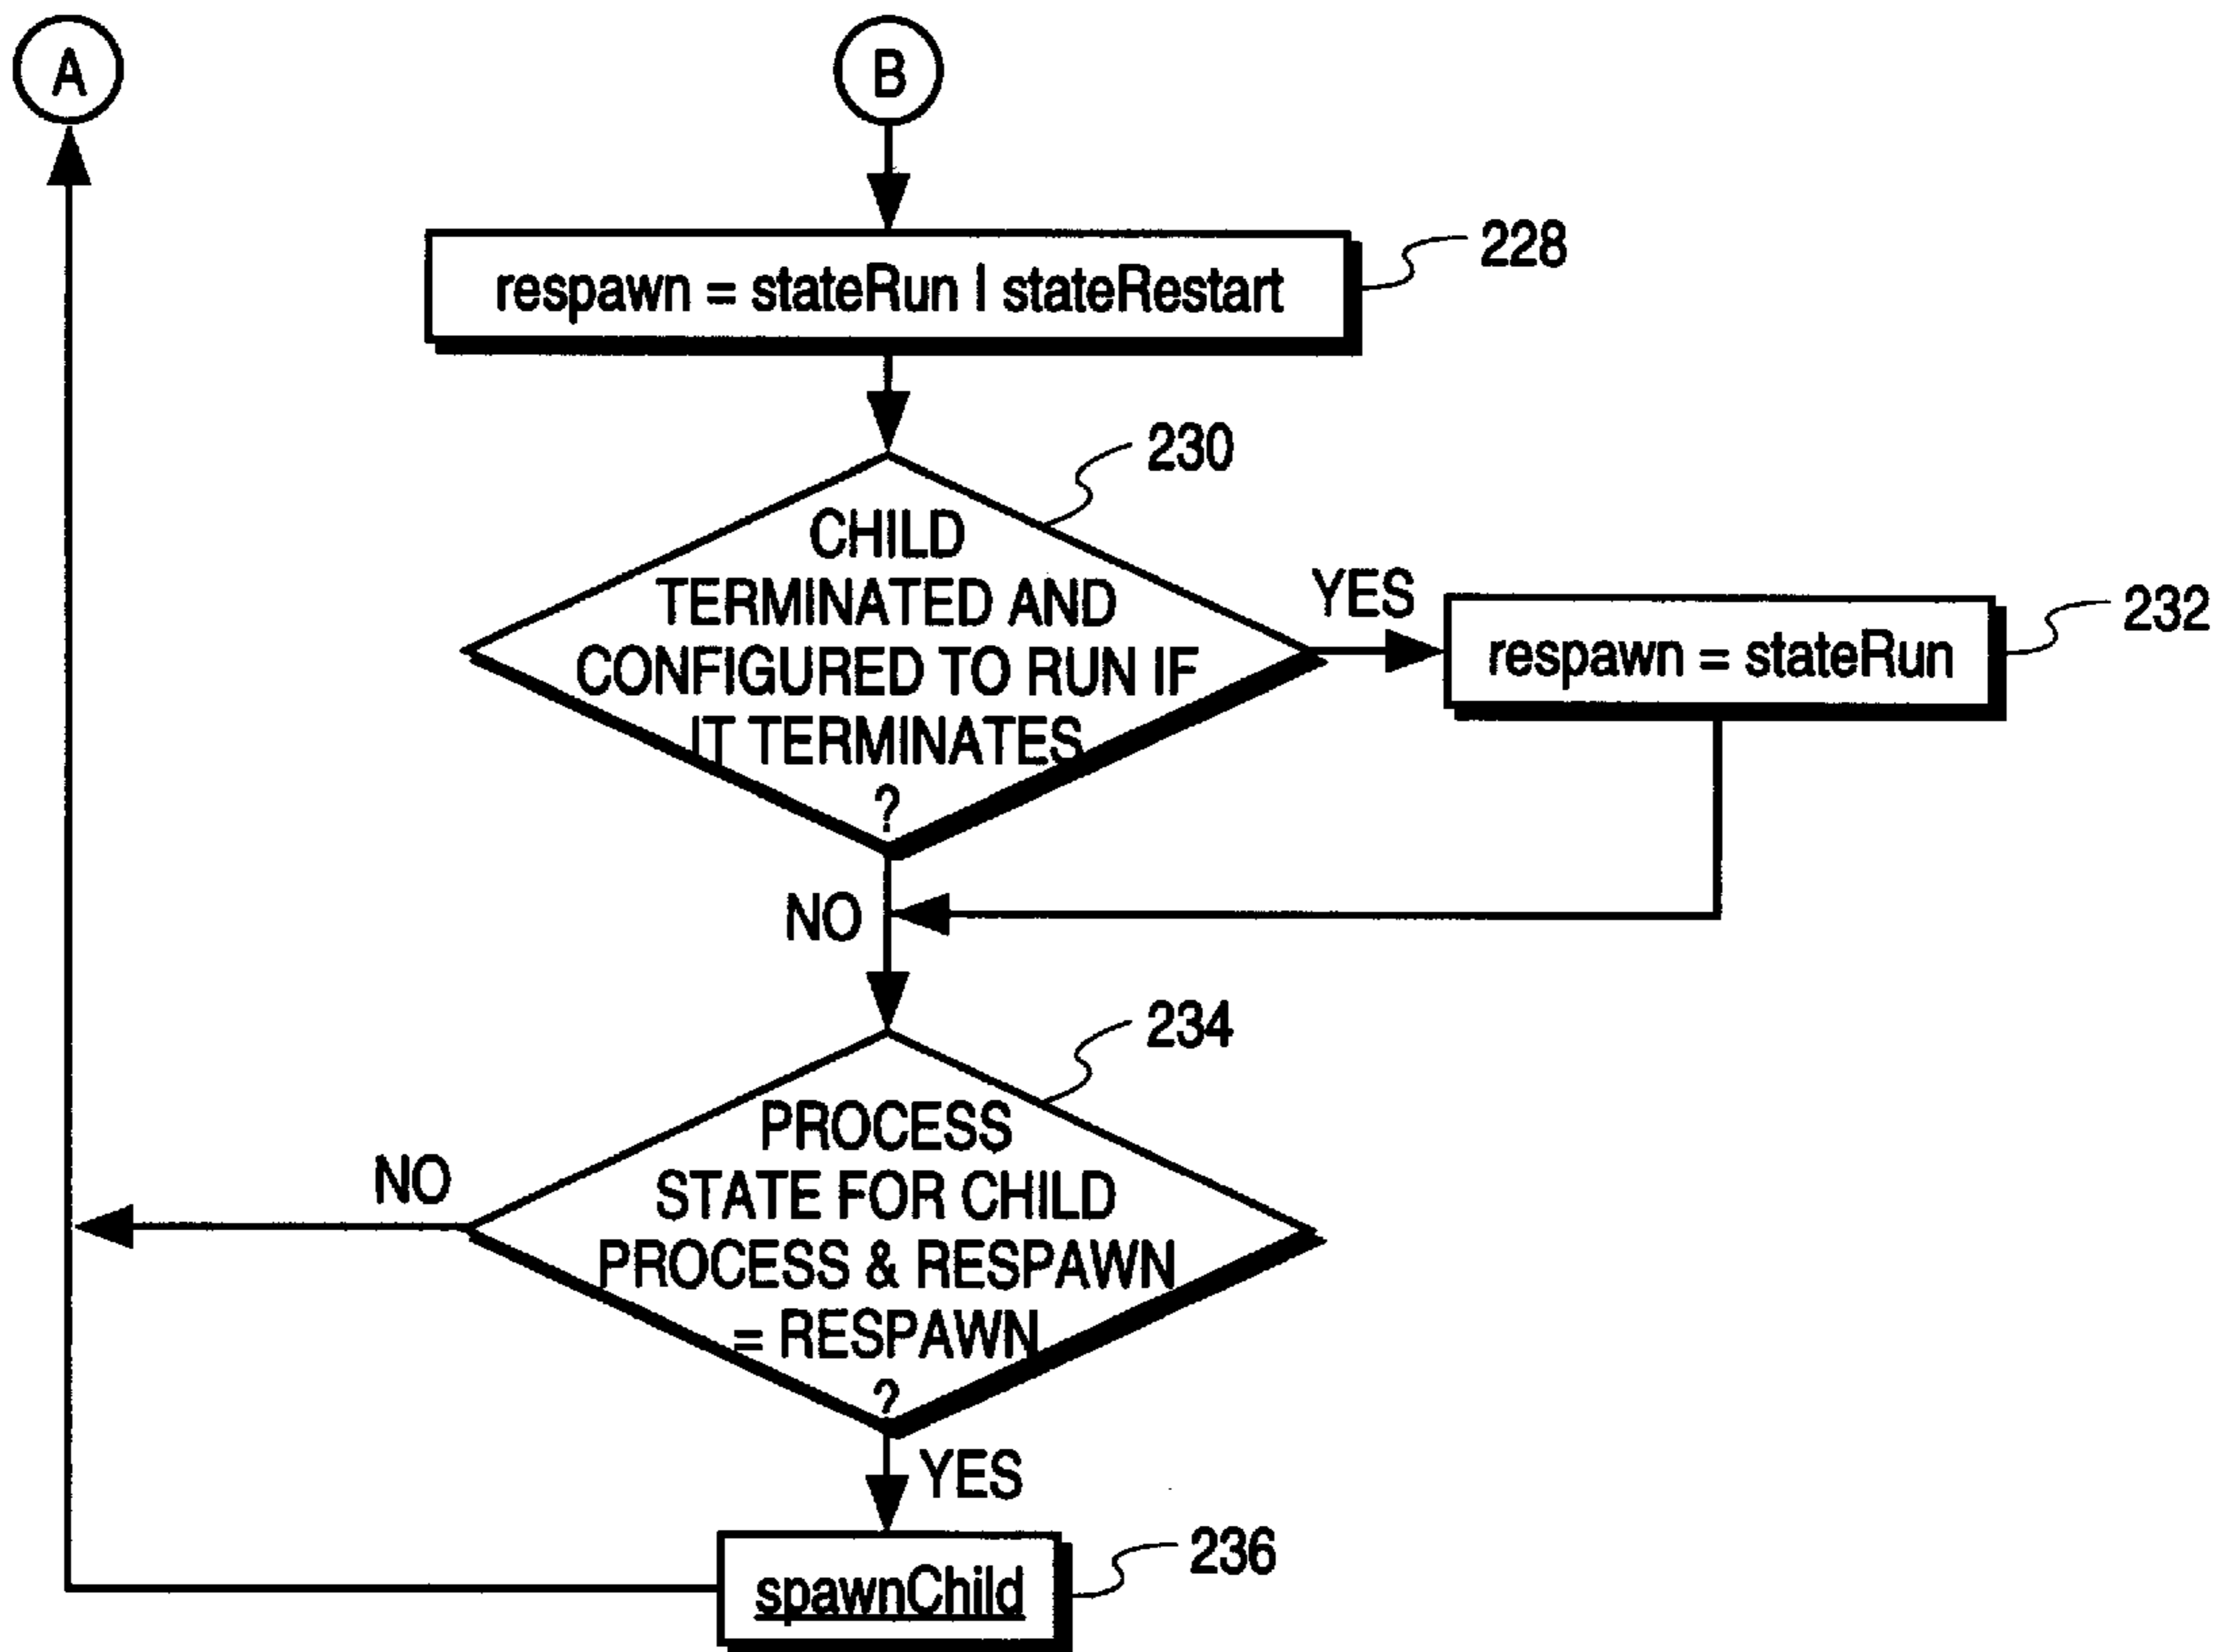 A
B
respawn = stateRun | stateRestart
228
230
CHILD
TERMINATED AND
CONFIGURED TO RUN IF
IT TERMINATES
?
YES
respawn = stateRun
232
NO
234
PROCESS
STATE FOR CHILD
PROCESS & RESPAWN
= RESPAWN
?
NO
YES
spawnChild
236